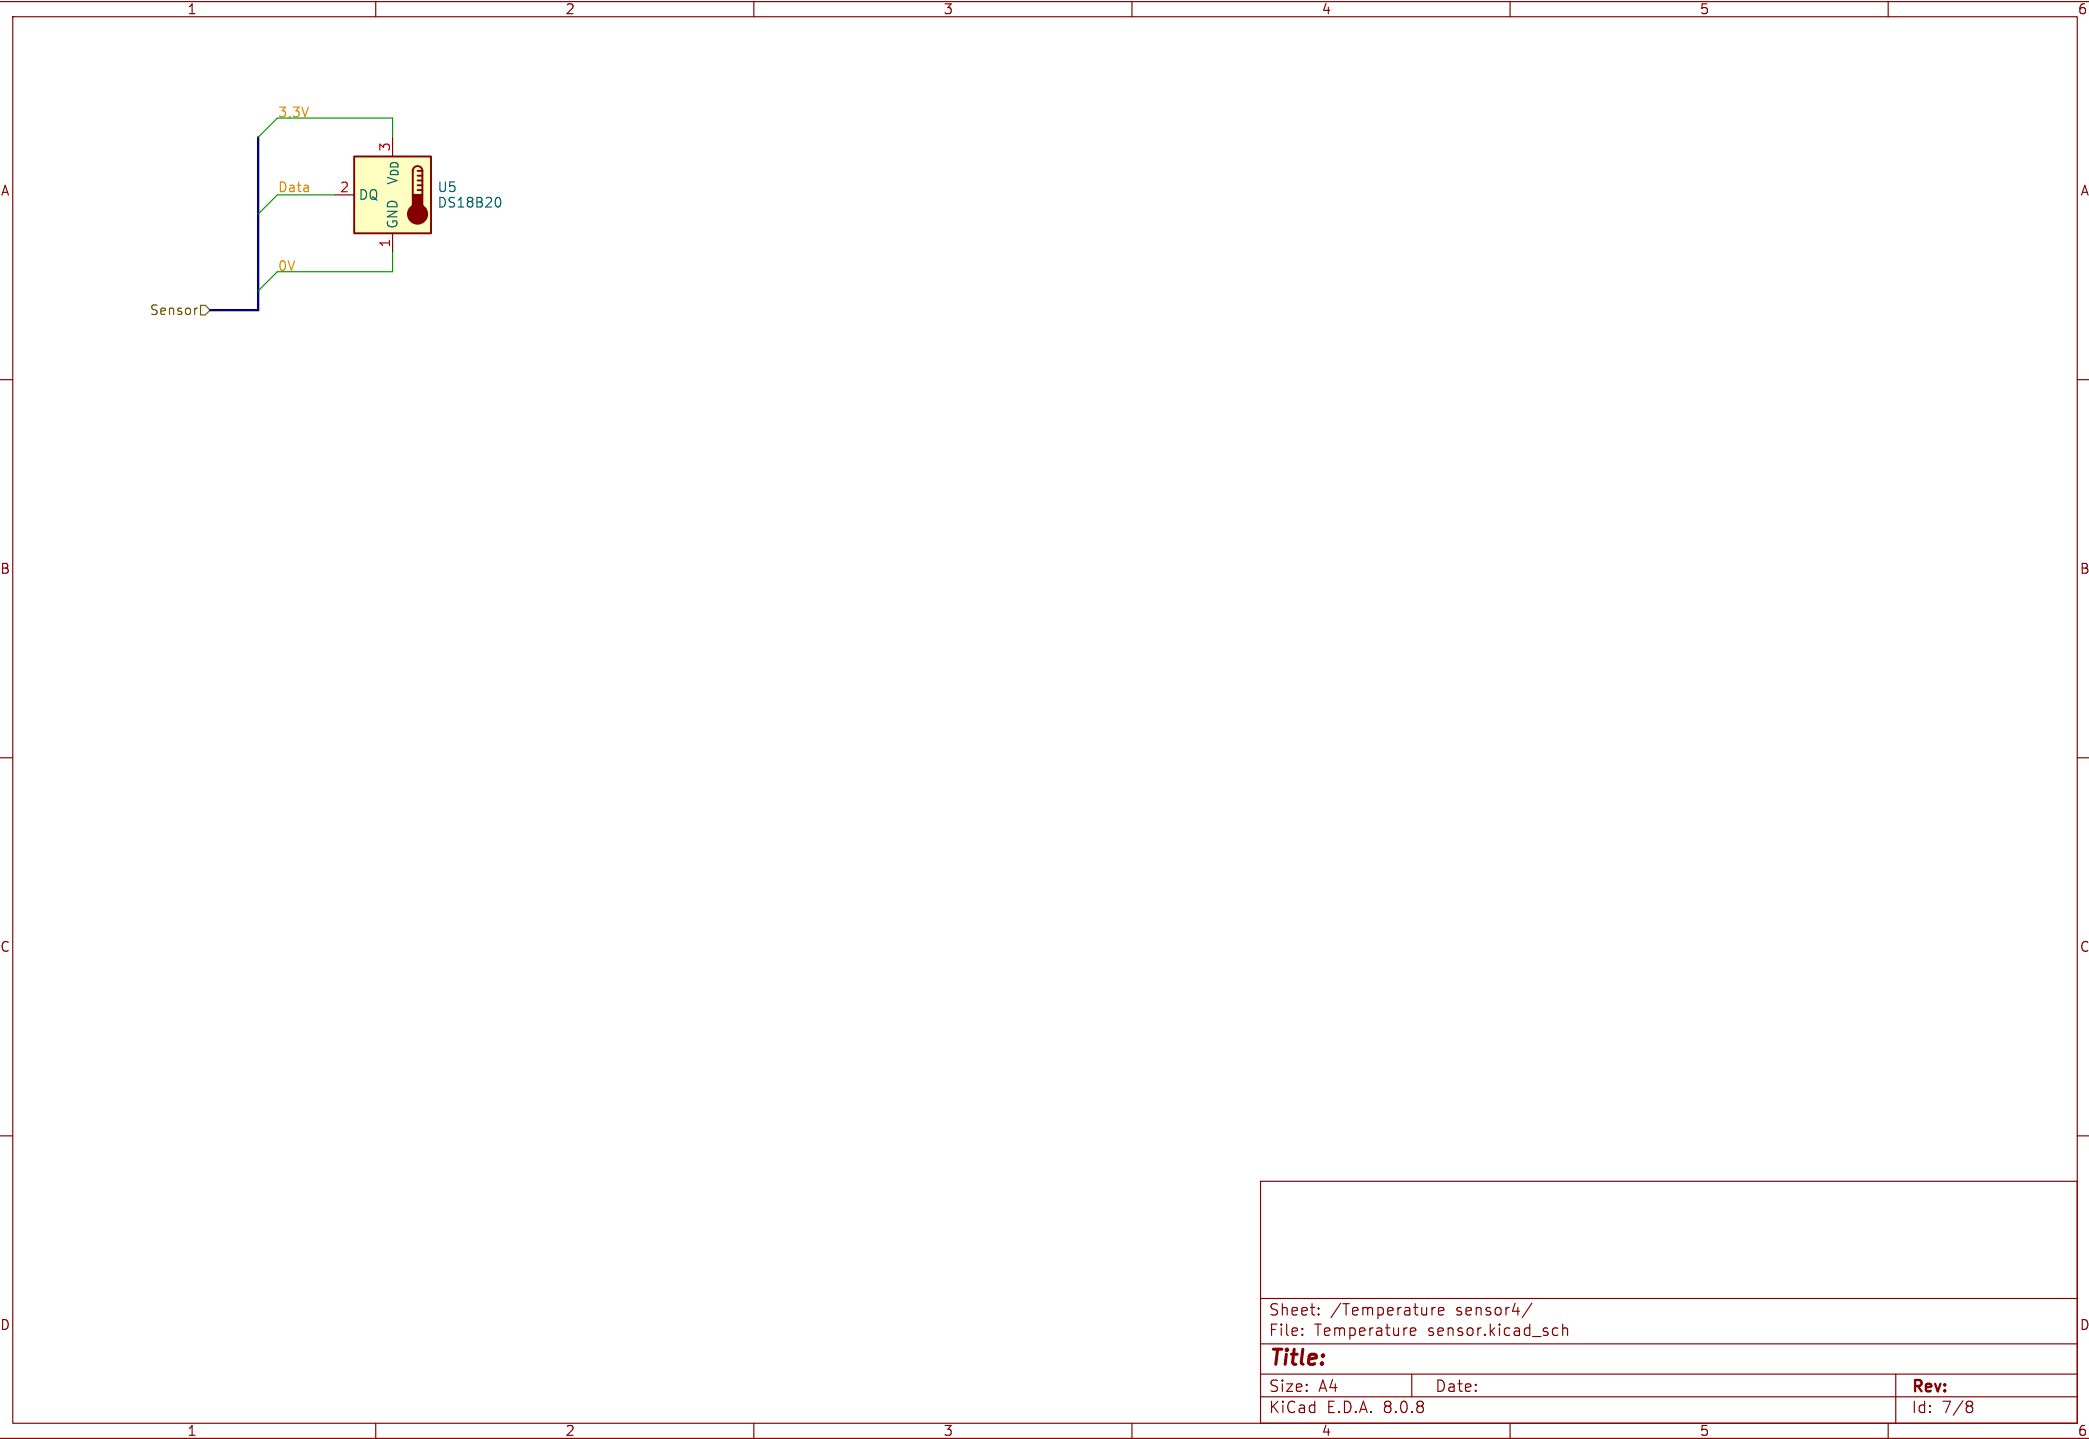 1 2 3 4 5 6
3.3V
3
VDD
A
Data
2
DQ
U5
A
DS18B20
GND
1
0V
Sensor
B
B
C
C
Sheet: /Temperature sensor4/
File: Temperature sensor.kicad_sch
D
D
Title:
Size: A4
Date:
Rev:
KiCad E.D.A. 8.0.8
Id: 7/8
1 2 3 4 5 6